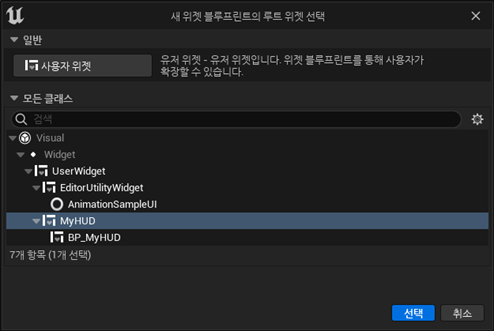 새 위젯 블루프린트의 루트 위젯 선택
일반
사용자 위젯
유저 위젯 - 유저 위젯입니다. 위젯 블루프린트를 통해 사용자가
확장할 수 있습니다.
모든 클래스
검색
Visual
Widget
UserWidget
EditorUtilityWidget
AnimationSampleUI
MyHUD
BP_MyHUD
7개 항목 (1개 선택)
선택
취소